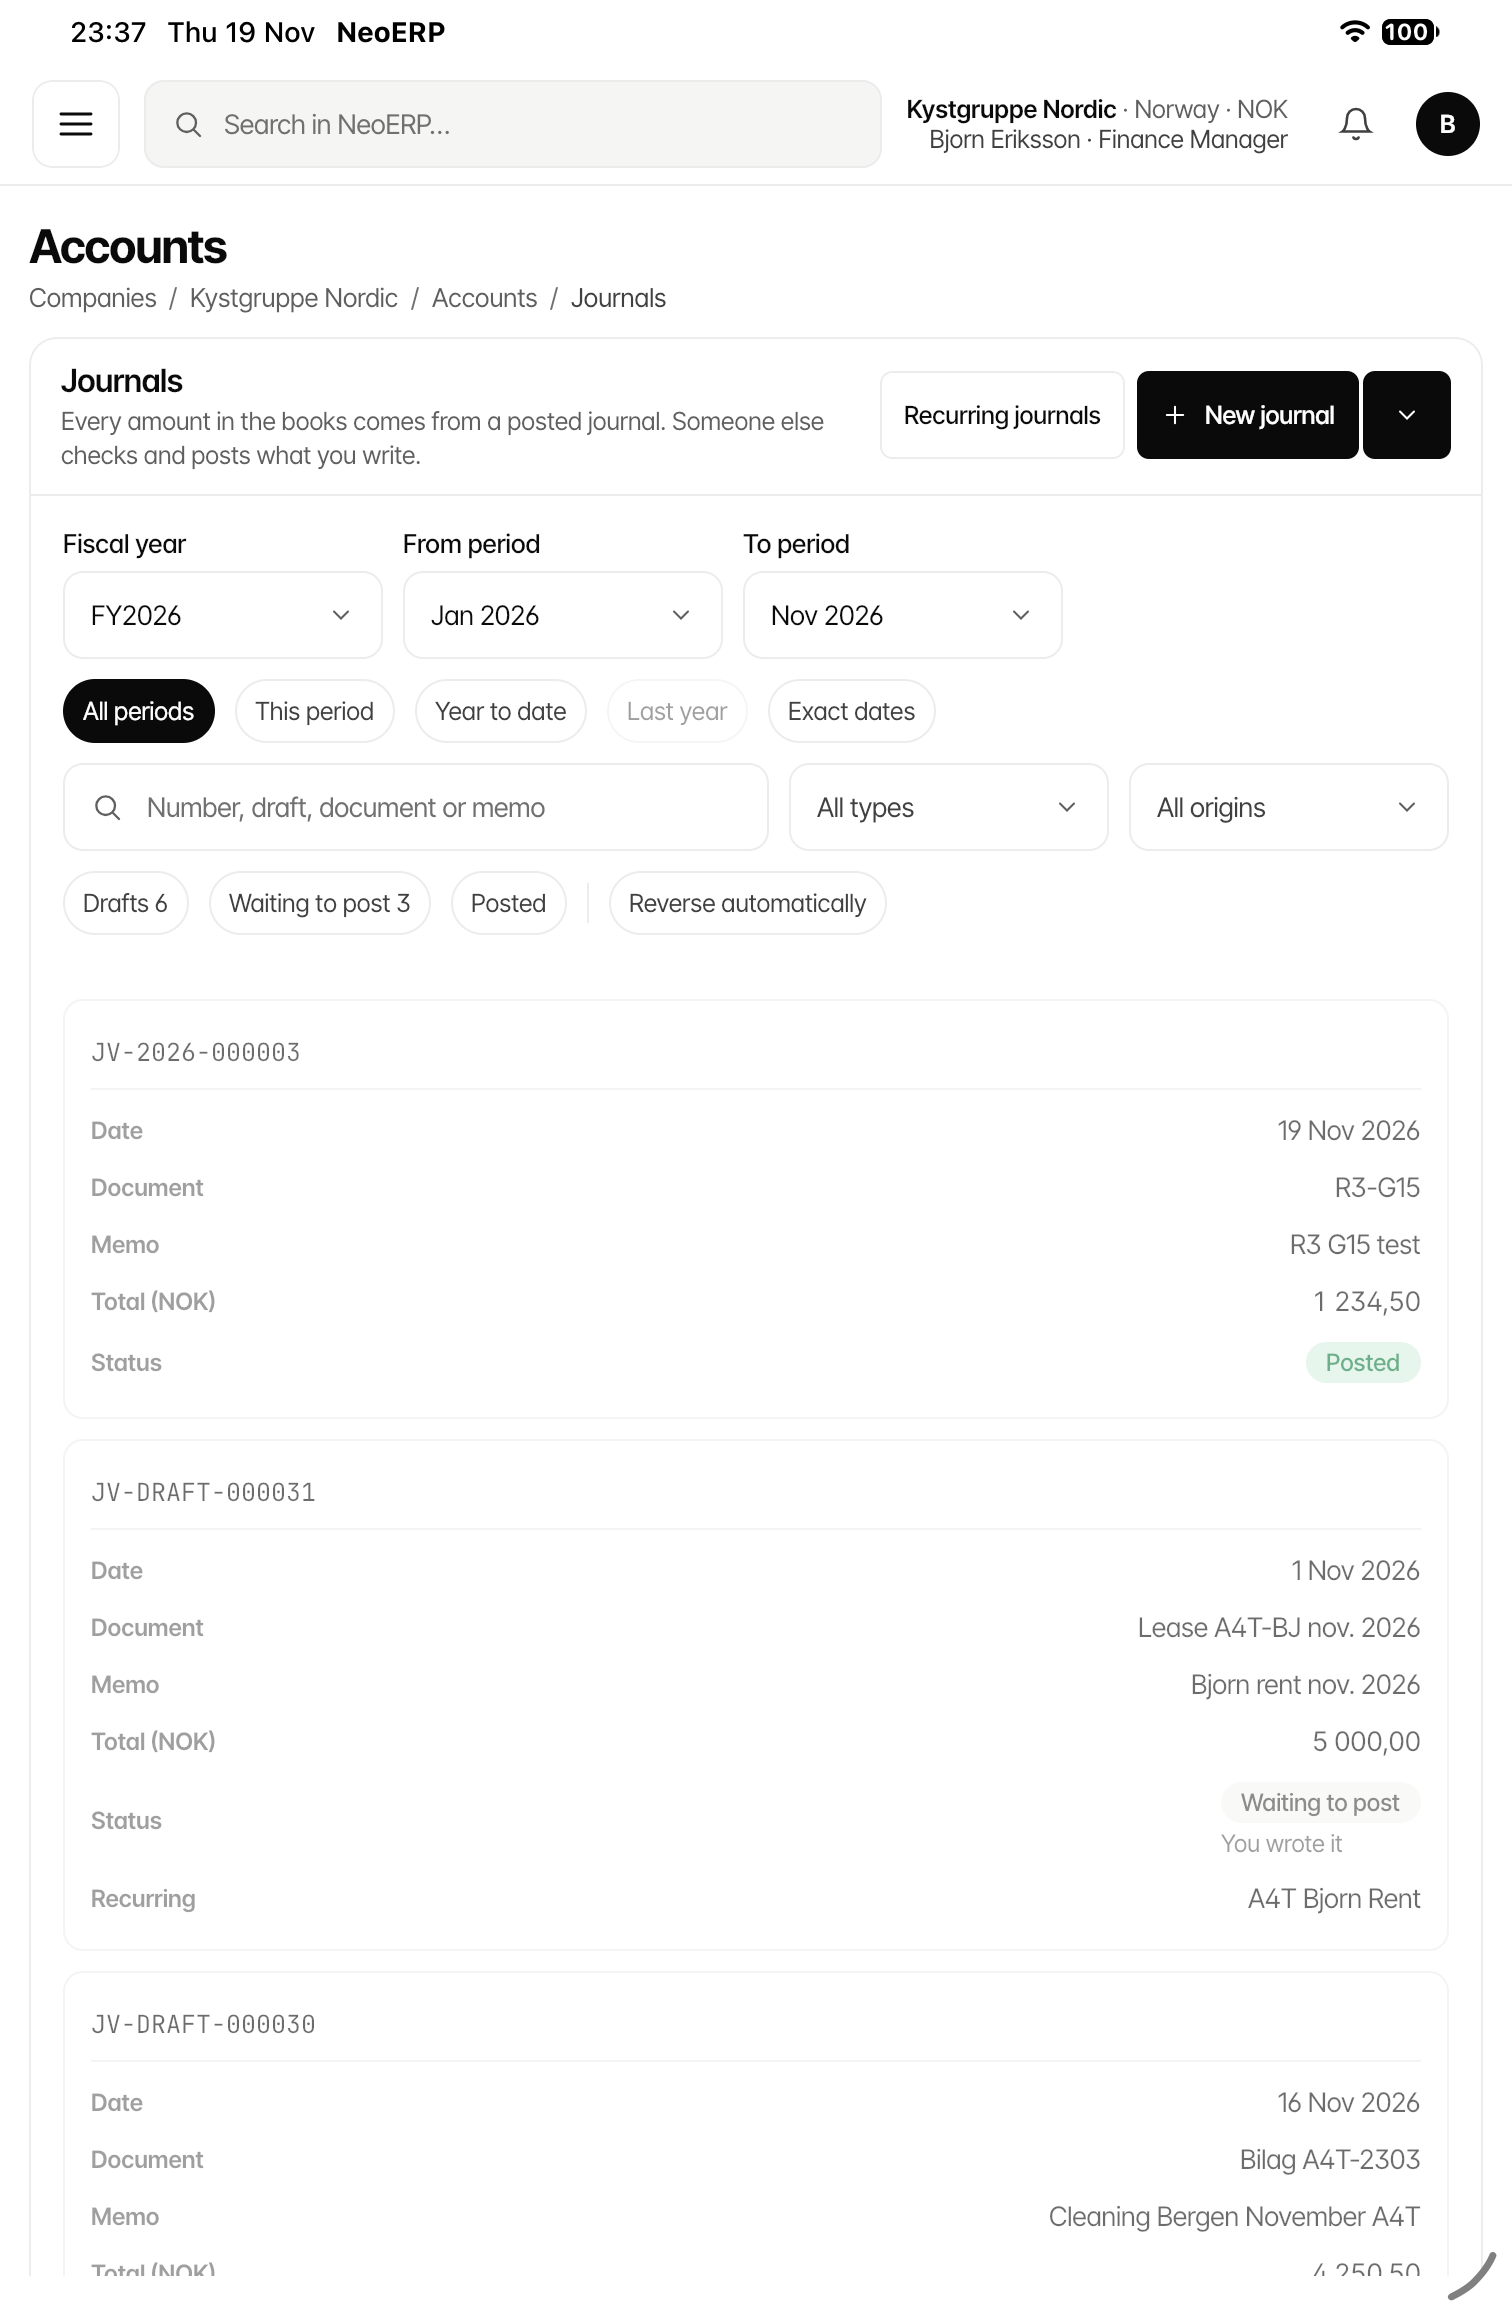 23:37 Thu 19 Nov NeoERP
100
Search in NeoERP...
Kystgruppe Nordic · Norway · NOK
Bjorn Eriksson · Finance Manager
B
Accounts
Companies / Kystgruppe Nordic / Accounts / Journals
Journals
Every amount in the books comes from a posted journal. Someone else
checks and posts what you write.
Recurring journals
New journal
Fiscal year
From period
To period
FY2026
Jan 2026
Nov 2026
All periods
This period
Year to date
Last year
Exact dates
Number, draft, document or memo
All types
All origins
Drafts 6
Waiting to post 3
Posted
Reverse automatically
JV-2026-000003
Date 19 Nov 2026
Document R3-G15
Memo R3 G15 test
Total (NOK) 1 234,50
Status Posted
JV-DRAFT-000031
Date 1 Nov 2026
Document Lease A4T-BJ nov. 2026
Memo Bjorn rent nov. 2026
Total (NOK) 5 000,00
Status Waiting to post
You wrote it
Recurring A4T Bjorn Rent
JV-DRAFT-000030
Date 16 Nov 2026
Document Bilag A4T-2303
Memo Cleaning Bergen November A4T
Total (NOK) 4 250,50